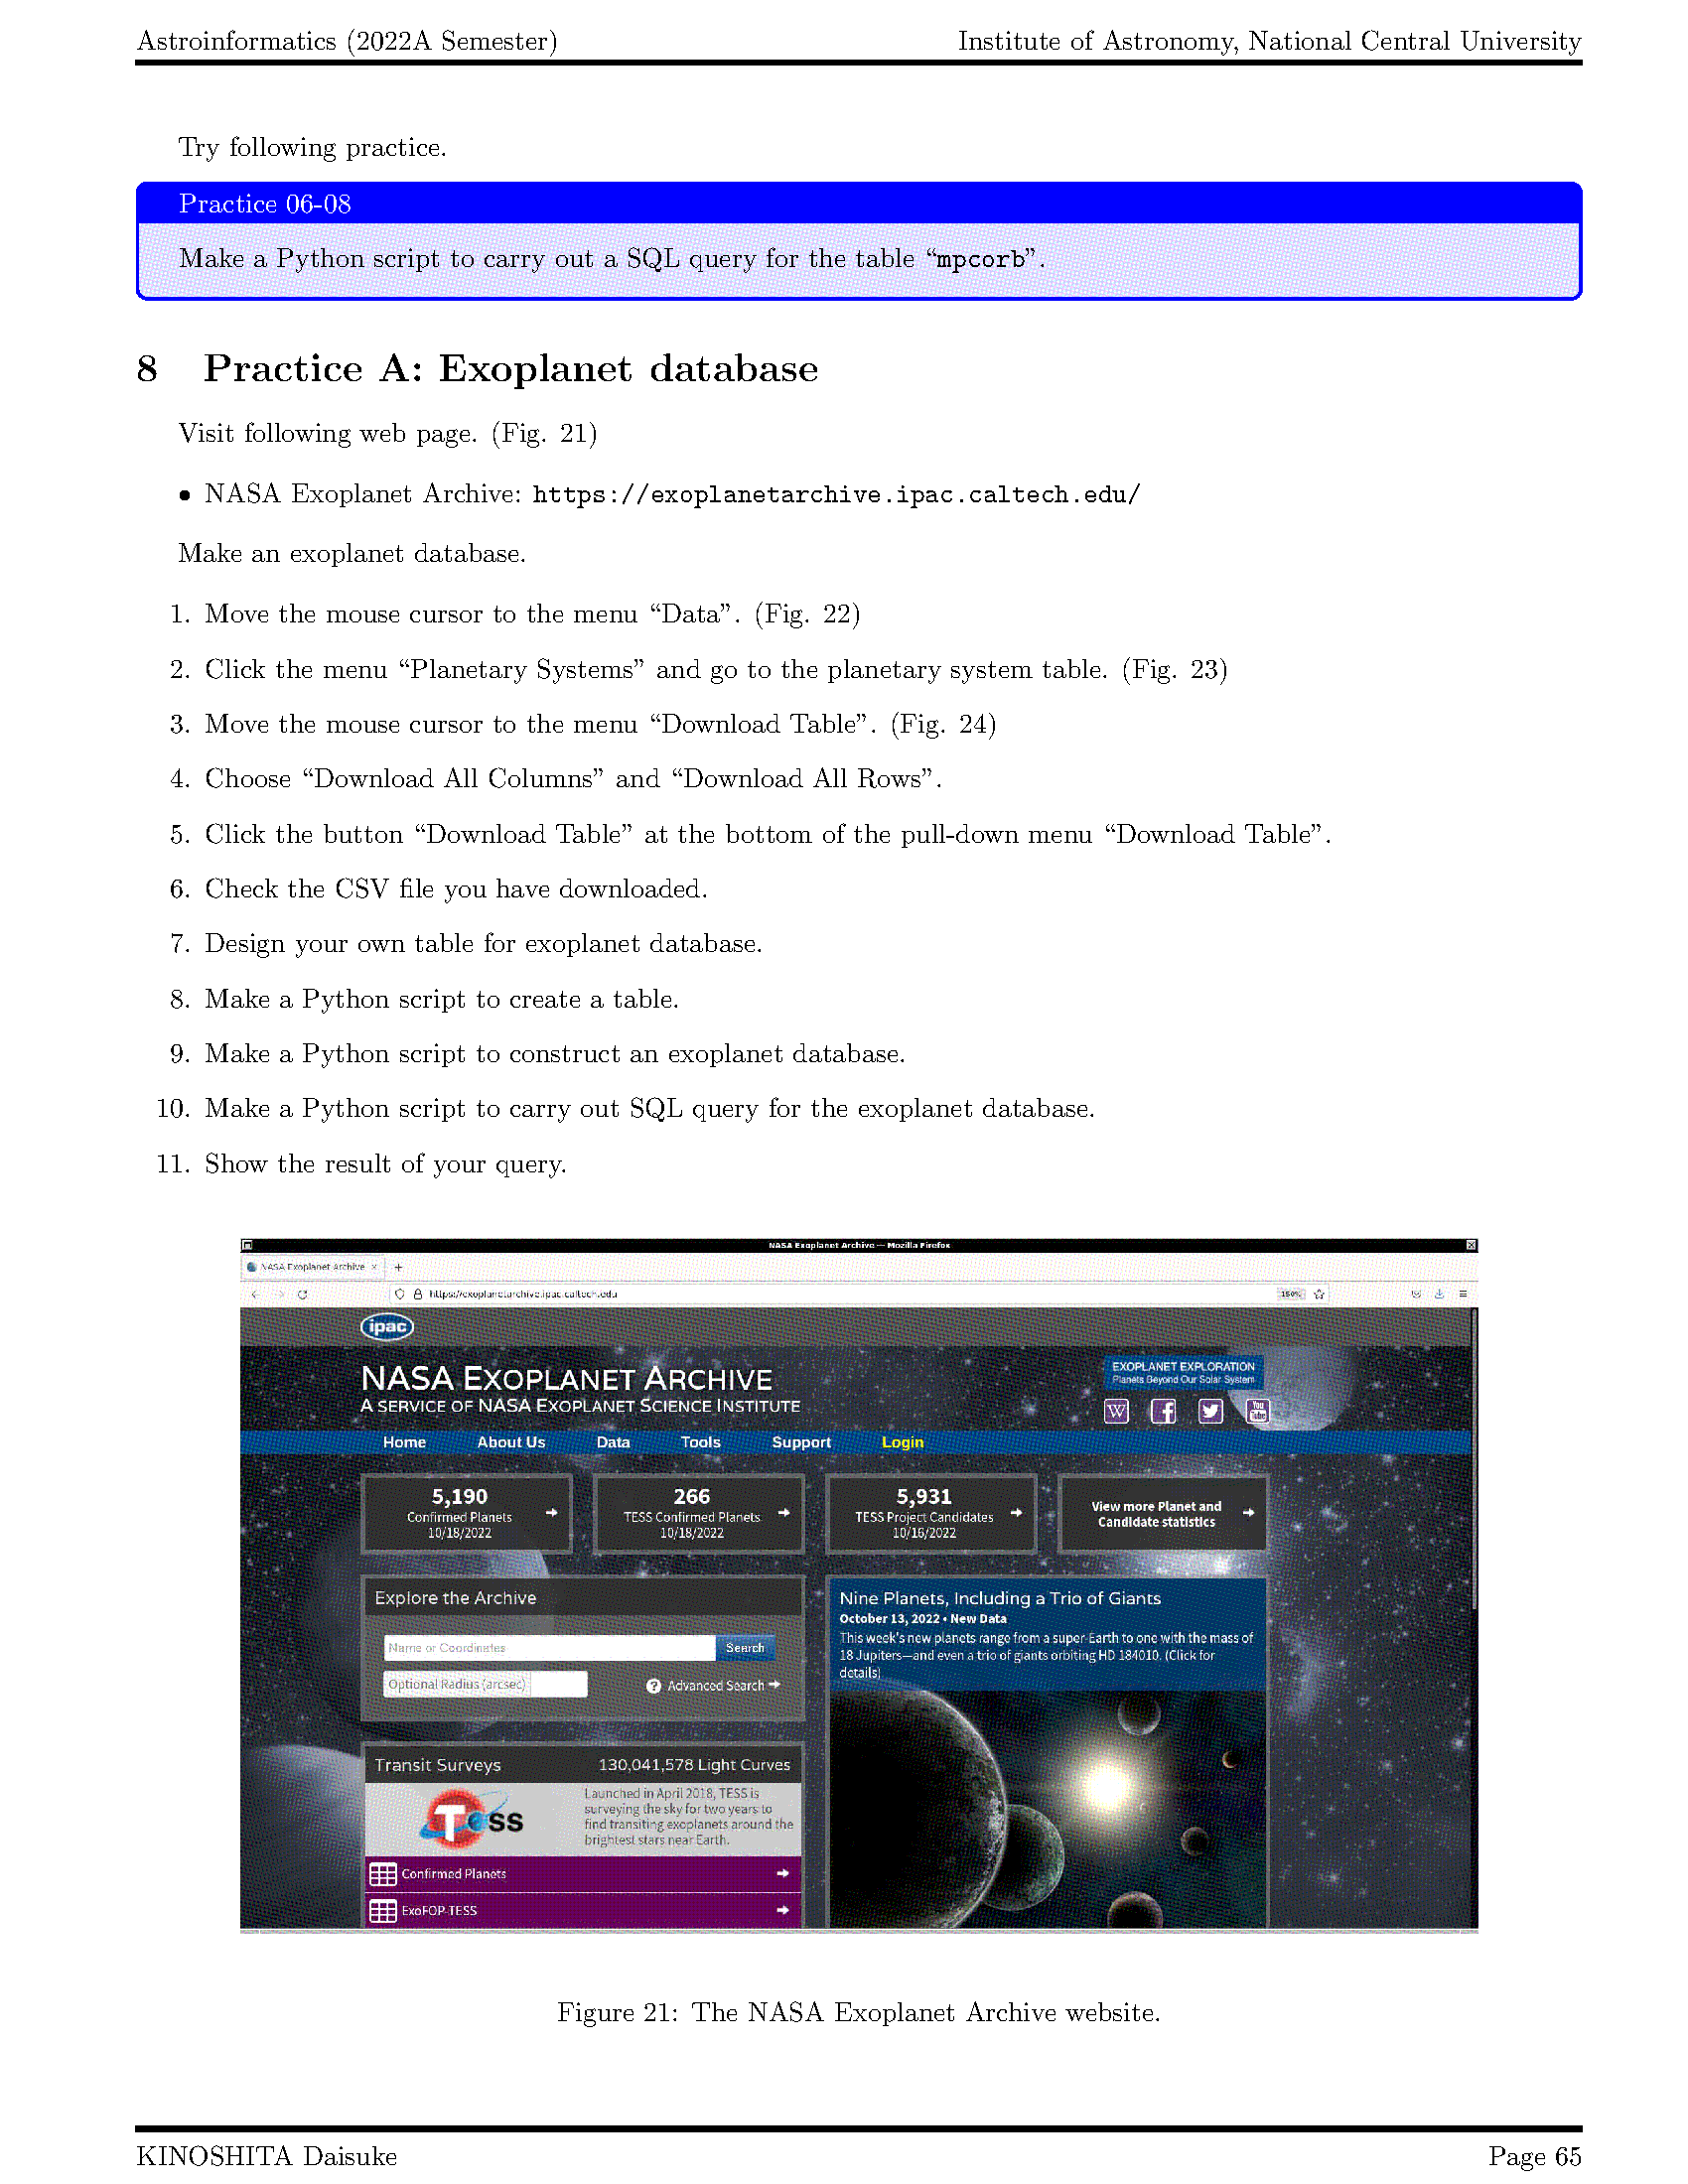 Astroinformatics (2022A Semester) Institute of Astronomy, National Central University
Try following practice.
Practice 06-08
Make a Python script to carry out a SQL query for the table “mpcorb”.
8 Practice A: Exoplanet database
Visit following web page. (Fig. 21)
• NASA Exoplanet Archive: https://exoplanetarchive.ipac.caltech.edu/
Make an exoplanet database.
1. Move the mouse cursor to the menu “Data”. (Fig. 22)
2. Click the menu “Planetary Systems” and go to the planetary system table. (Fig. 23)
3. Move the mouse cursor to the menu “Download Table”. (Fig. 24)
4. Choose “Download All Columns” and “Download All Rows”.
5. Click the button “Download Table” at the bottom of the pull-down menu “Download Table”.
6. Check the CSV file you have downloaded.
7. Design your own table for exoplanet database.
8. Make a Python script to create a table.
9. Make a Python script to construct an exoplanet database.
10. Make a Python script to carry out SQL query for the exoplanet database.
11. Show the result of your query.
NASA Exoplanet Archive — Mozilla Firefox
NASA Exoplanet Archive × +
https://exoplanetarchive.ipac.caltech.edu 150%
ipac
NASA EXOPLANET ARCHIVE
A SERVICE OF NASA EXOPLANET SCIENCE INSTITUTE
EXOPLANET EXPLORATION
Planets Beyond Our Solar System
W f You Tube
Home About Us Data Tools Support Login
5,190
Confirmed Planets
10/18/2022
266
TESS Confirmed Planets
10/18/2022
5,931
TESS Project Candidates
10/16/2022
View more Planet and
Candidate statistics
Explore the Archive
Name or Coordinates Search
Optional Radius (arcsec) ? Advanced Search
Nine Planets, Including a Trio of Giants
October 13, 2022 • New Data
This week's new planets range from a super-Earth to one with the mass of
18 Jupiters—and even a trio of giants orbiting HD 184010. (Click for
details)
Transit Surveys 130,041,578 Light Curves
TESS
Launched in April 2018, TESS is
surveying the sky for two years to
find transiting exoplanets around the
brightest stars near Earth.
Confirmed Planets
ExoFOP-TESS
Figure 21: The NASA Exoplanet Archive website.
KINOSHITA Daisuke Page 65